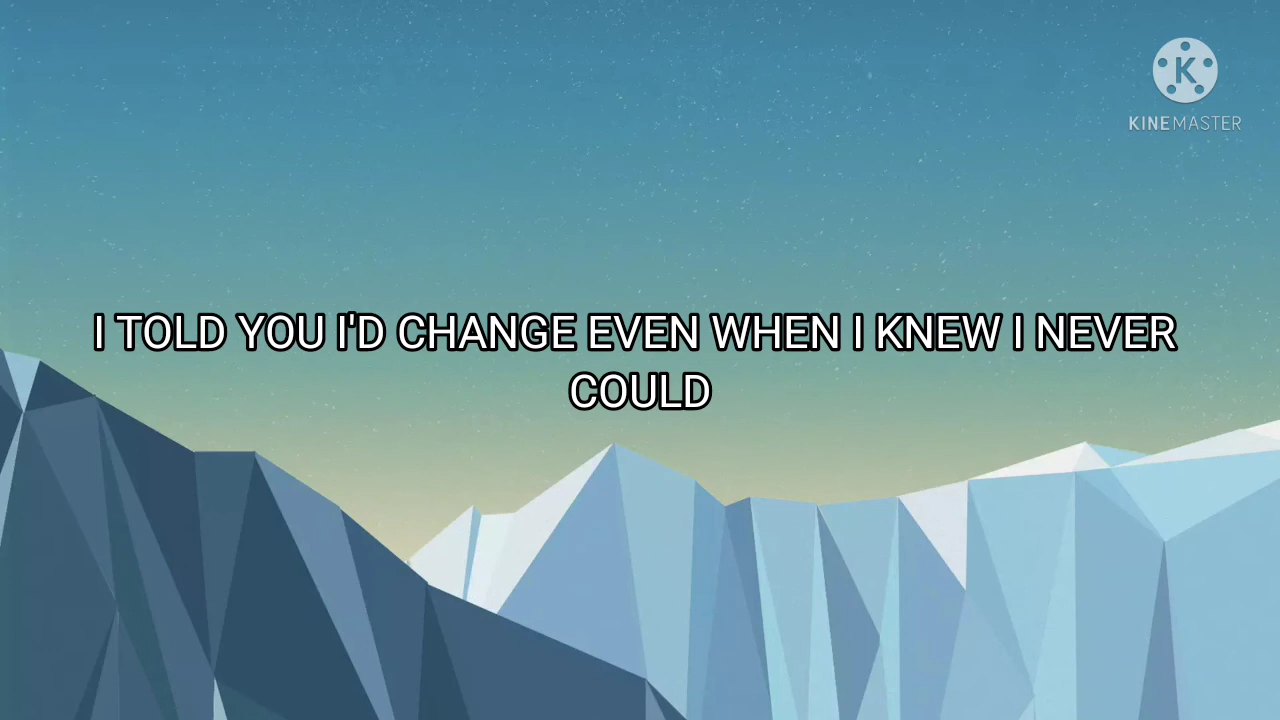 K
KINEMASTER
I TOLD YOU I'D CHANGE EVEN WHEN I KNEW I NEVER
COULD